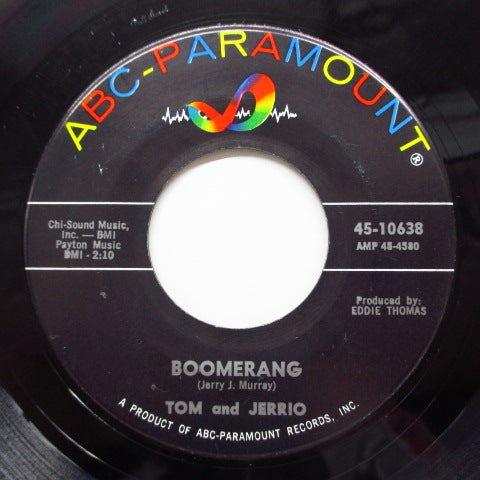 ABC-PARAMOUNT®
Chi-Sound Music,
Inc. — BMI
Payton Music
BMI - 2:10
45-10638
AMP 45-4580
Produced by:
EDDIE THOMAS
BOOMERANG
(Jerry J. Murray)
TOM and JERRIO
A PRODUCT OF ABC-PARAMOUNT RECORDS, INC.